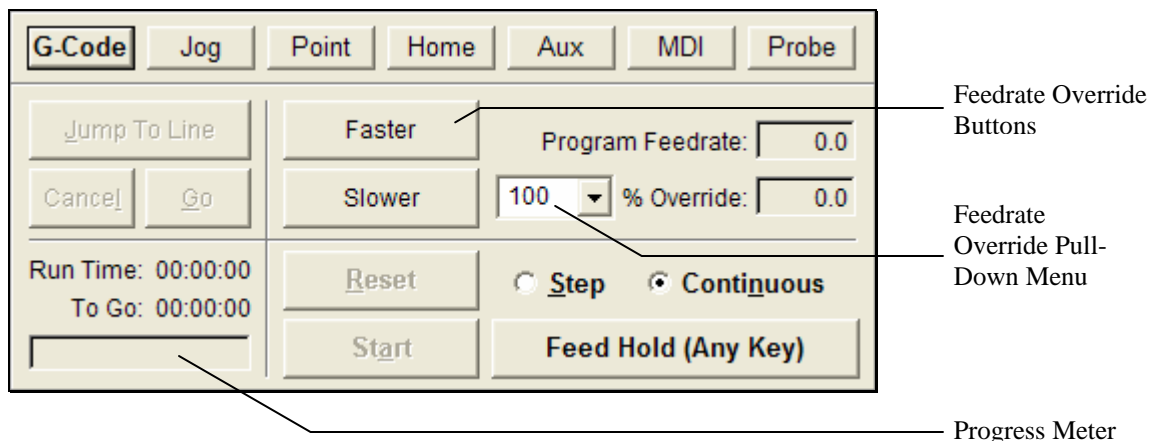 G-Code Jog Point Home Aux MDI Probe
Jump To Line
Faster
Program Feedrate: 0.0
Cancel Go
Slower
100 % Override: 0.0
Run Time: 00:00:00
To Go: 00:00:00
Reset
Step Continuous
Start
Feed Hold (Any Key)
Feedrate Override
Buttons
Feedrate
Override Pull-
Down Menu
Progress Meter